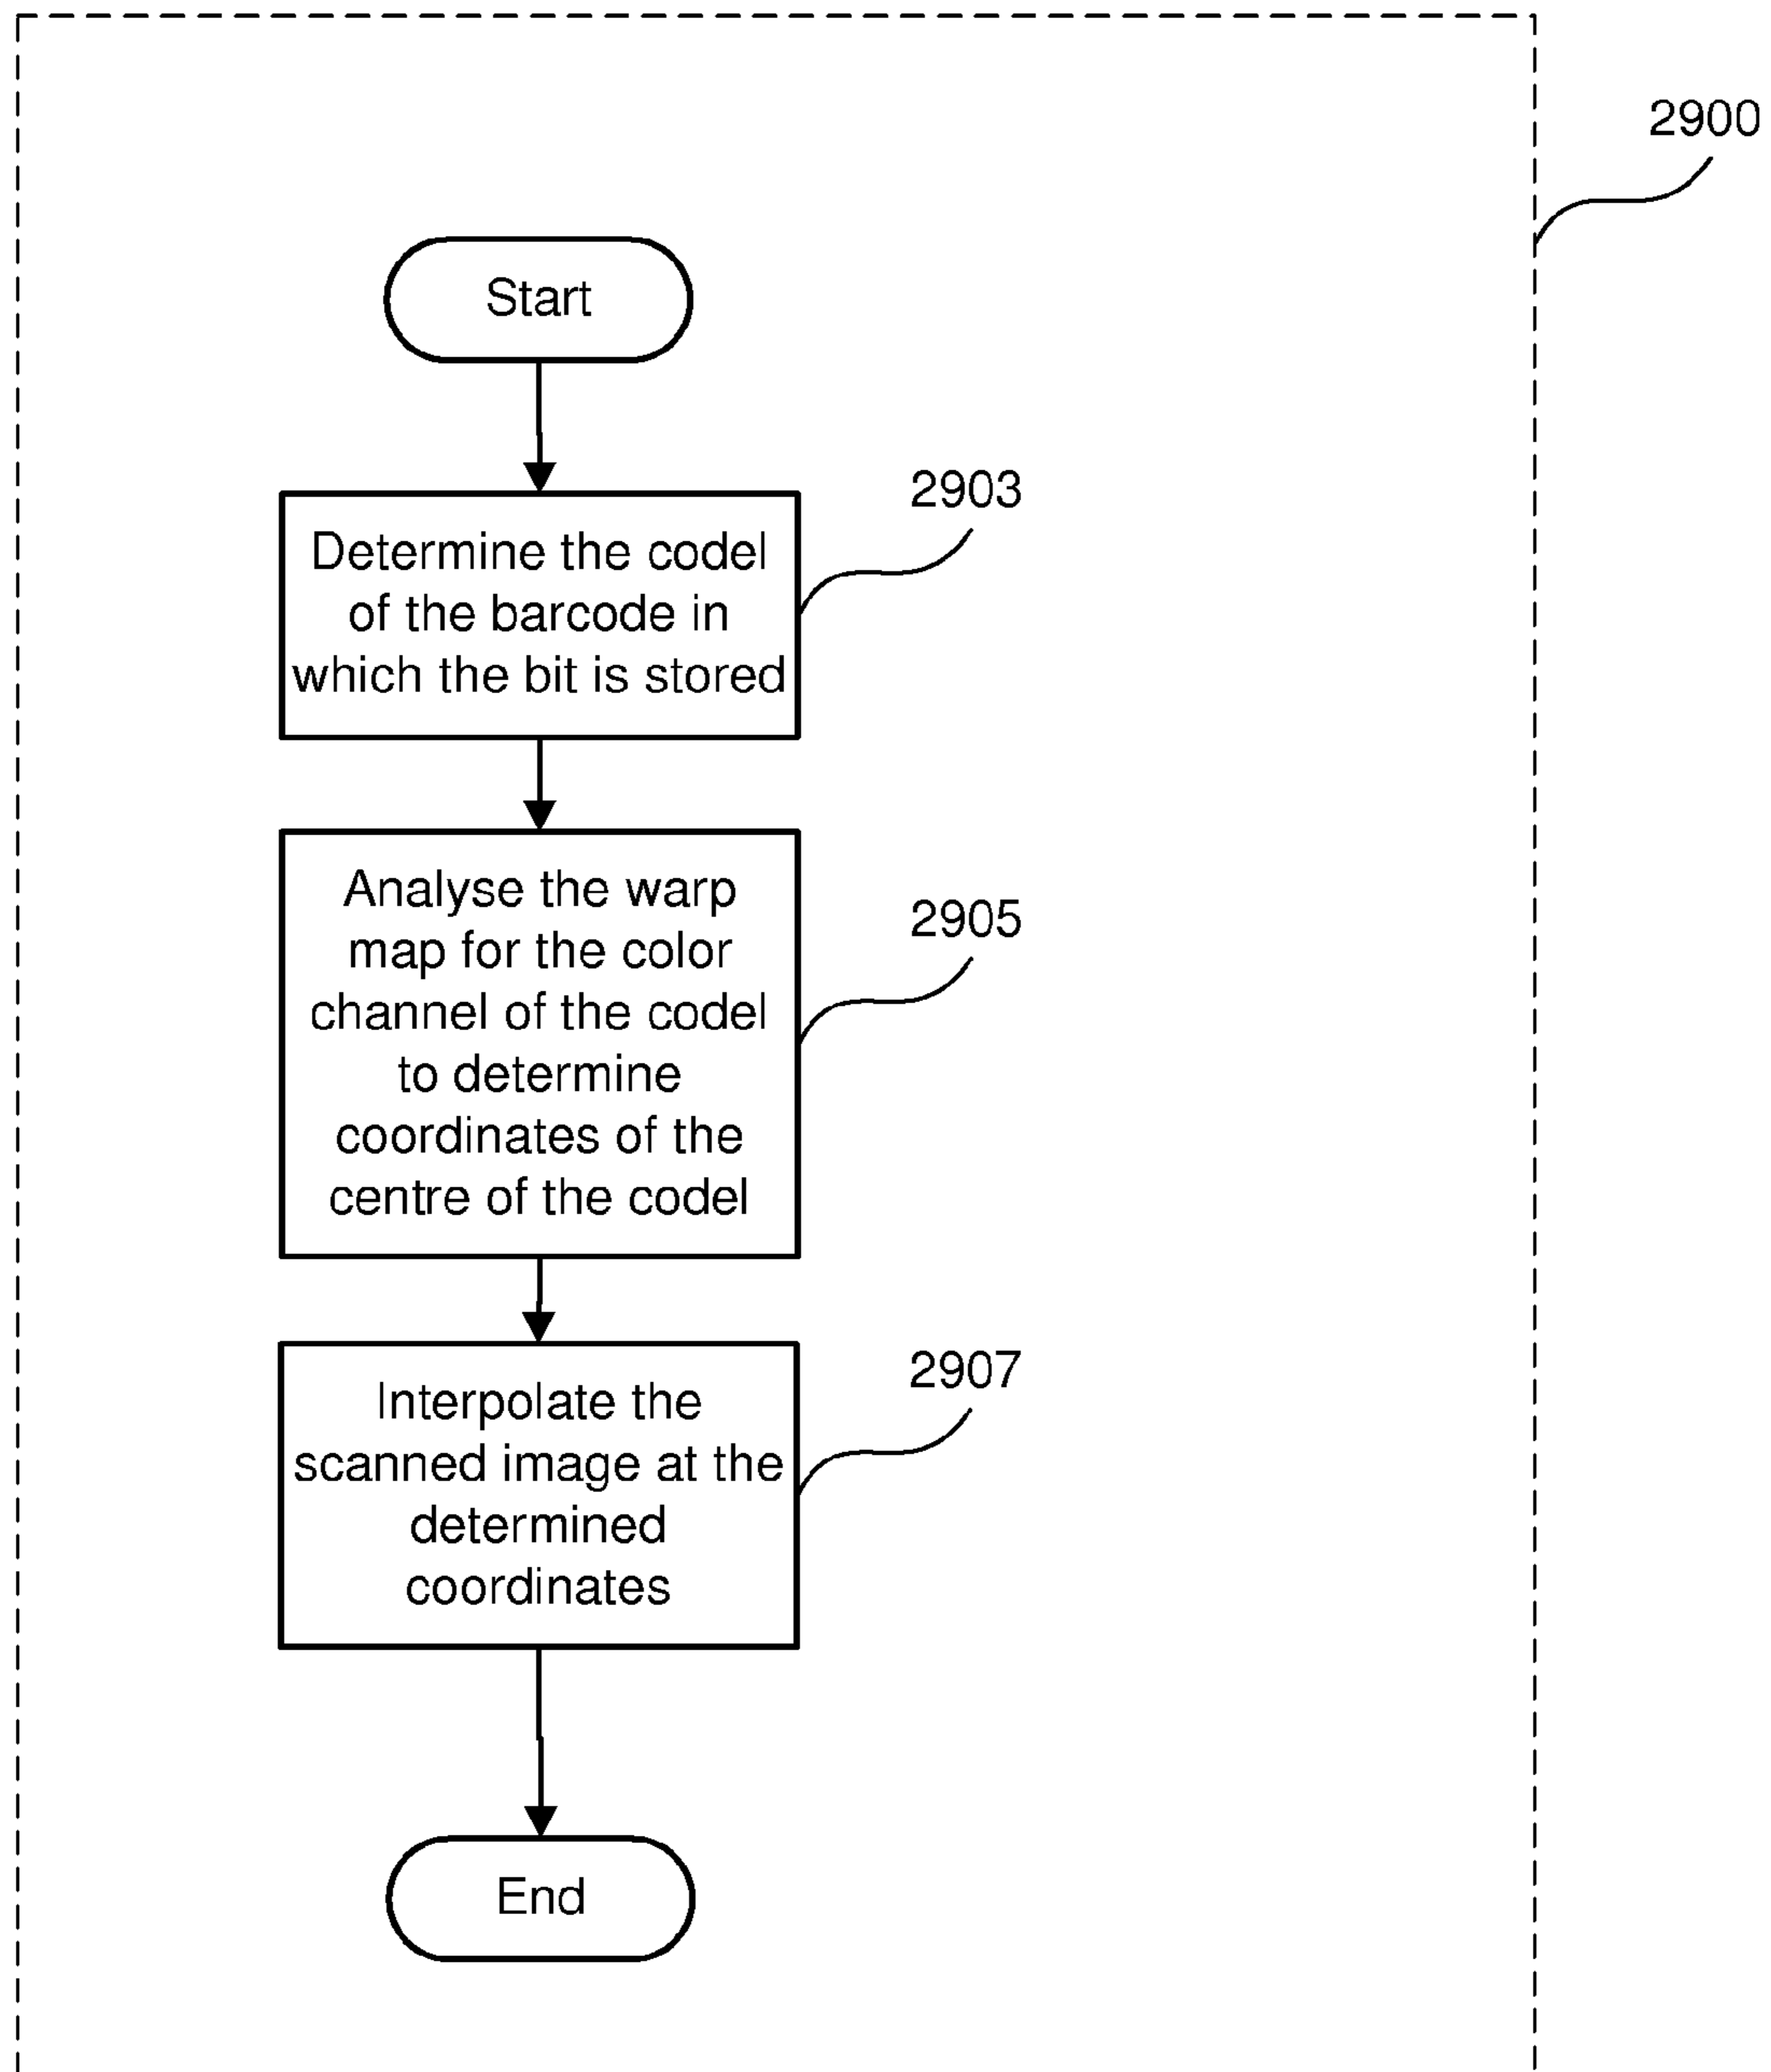 2900
Start
2903
Determine the codel
of the barcode in
which the bit is stored
2905
Analyse the warp
map for the color
channel of the codel
to determine
coordinates of the
centre of the codel
2907
Interpolate the
scanned image at the
determined
coordinates
End